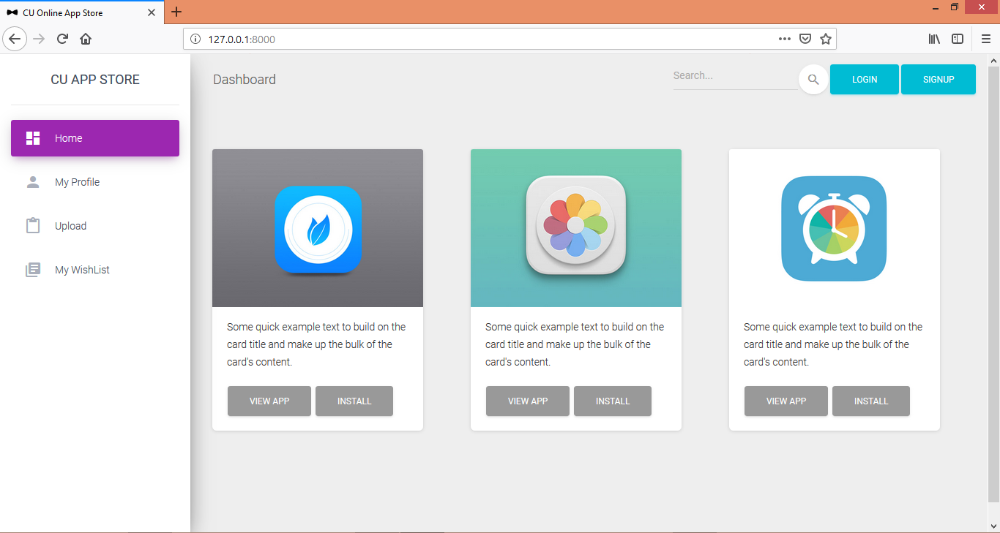 CU Online App Store
127.0.0.1:8000
CU APP STORE
Dashboard
Search...
LOGIN
SIGNUP
Home
My Profile
Upload
My WishList
Some quick example text to build on the
card title and make up the bulk of the
card's content.
VIEW APP
INSTALL
Some quick example text to build on the
card title and make up the bulk of the
card's content.
VIEW APP
INSTALL
Some quick example text to build on the
card title and make up the bulk of the
card's content.
VIEW APP
INSTALL